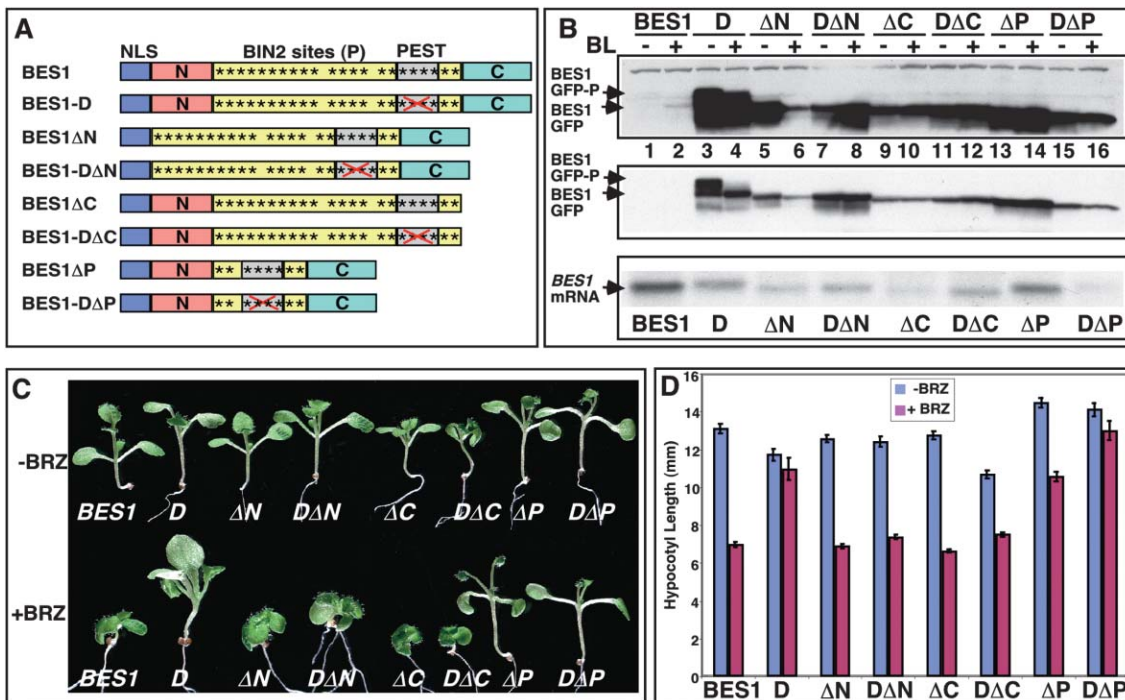 A
NLS N BIN2 sites (P) PEST C
BES1 ********** **** ******** ** C
BES1-D N ********** **** ** **** ** C
BES1ΔN ********** **** ** **** ** C
BES1-DΔN ********** **** ** **** ** C
BES1ΔC N ********** **** ** **** **
BES1-DΔC N ********** **** ** **** **
BES1ΔP N ** **** ** C
BES1-DΔP N ** **** ** C
B
BES1 D ΔN DΔN ΔC DΔC ΔP DΔP
BL - + - + - + - + - + - + - + - +
BES1
GFP-P
BES1
GFP
1 2 3 4 5 6 7 8 9 10 11 12 13 14 15 16
BES1
GFP-P
BES1
GFP
BES1
mRNA
BES1 D ΔN DΔN ΔC DΔC ΔP DΔP
C
-BRZ
BES1 D ΔN DΔN ΔC DΔC ΔP DΔP
+BRZ
BES1 D ΔN DΔN ΔC DΔC ΔP DΔP
D
-BRZ
+ BRZ
Hypocotyl Length (mm)
16
14
12
10
8
6
4
2
0
BES1 D ΔN DΔN ΔC DΔC ΔP DΔP